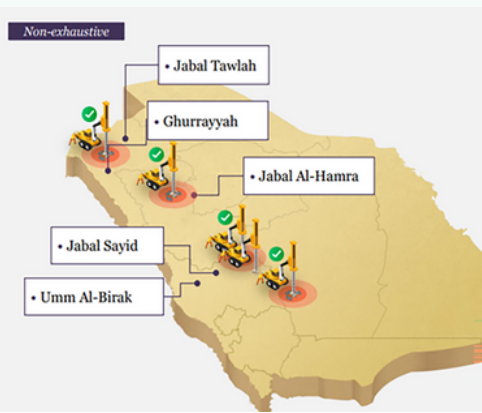 Non-exhaustive
• Jabal Tawlah
• Ghurrayyah
• Jabal Al-Hamra
• Jabal Sayid
• Umm Al-Birak